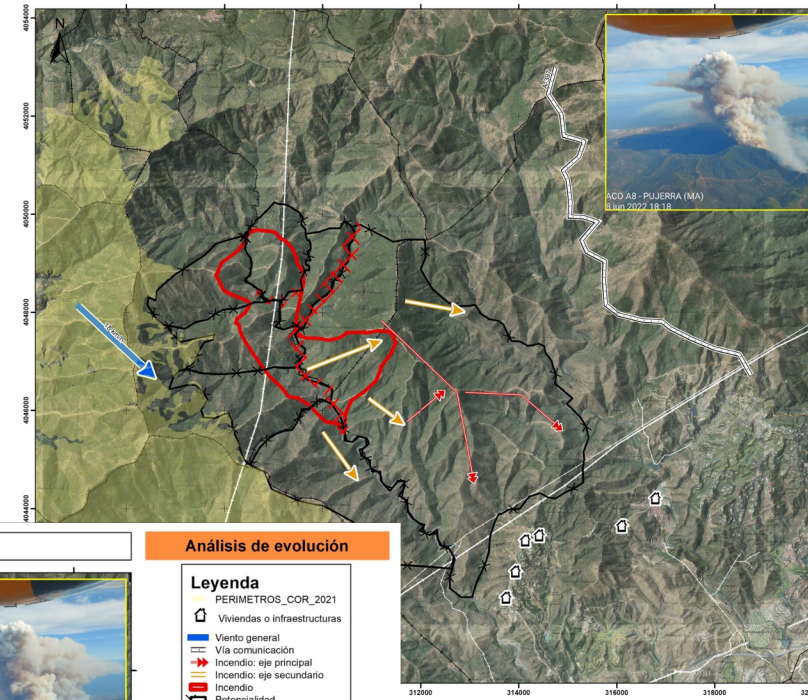 N
4054000
4052000
4050000
4048000
4046000
4044000
ACO A8 - PUJERRA (MA)
8 jun 2022 18:18
Análisis de evolución
Leyenda
PERIMETROS_COR_2021
Viviendas o infraestructuras
Viento general
Vía comunicación
Incendio: eje principal
Incendio: eje secundario
Incendio
Potencialidad
312000
314000
316000
318000